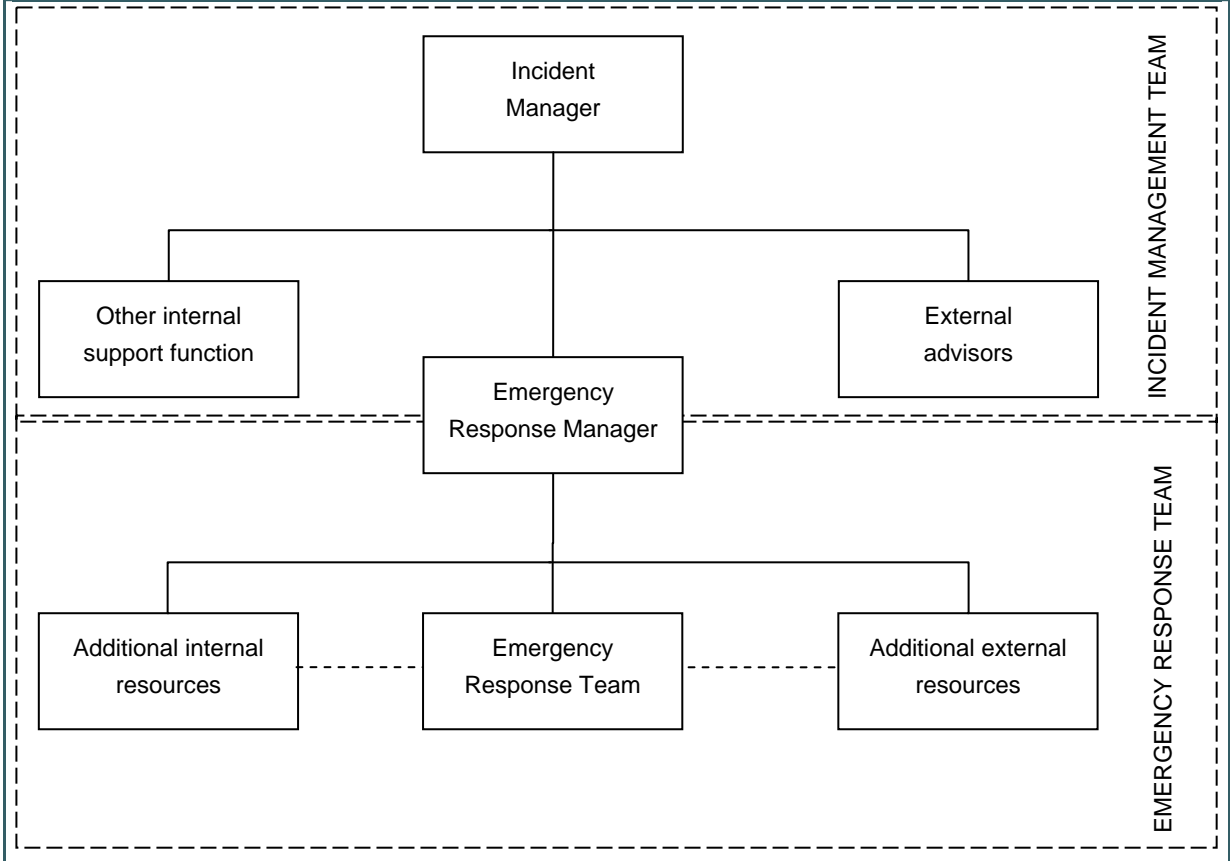 Incident
Manager
INCIDENT MANAGEMENT TEAM
Other internal
support function
External
advisors
Emergency
Response Manager
EMERGENCY RESPONSE TEAM
Additional internal
resources
Emergency
Response Team
Additional external
resources